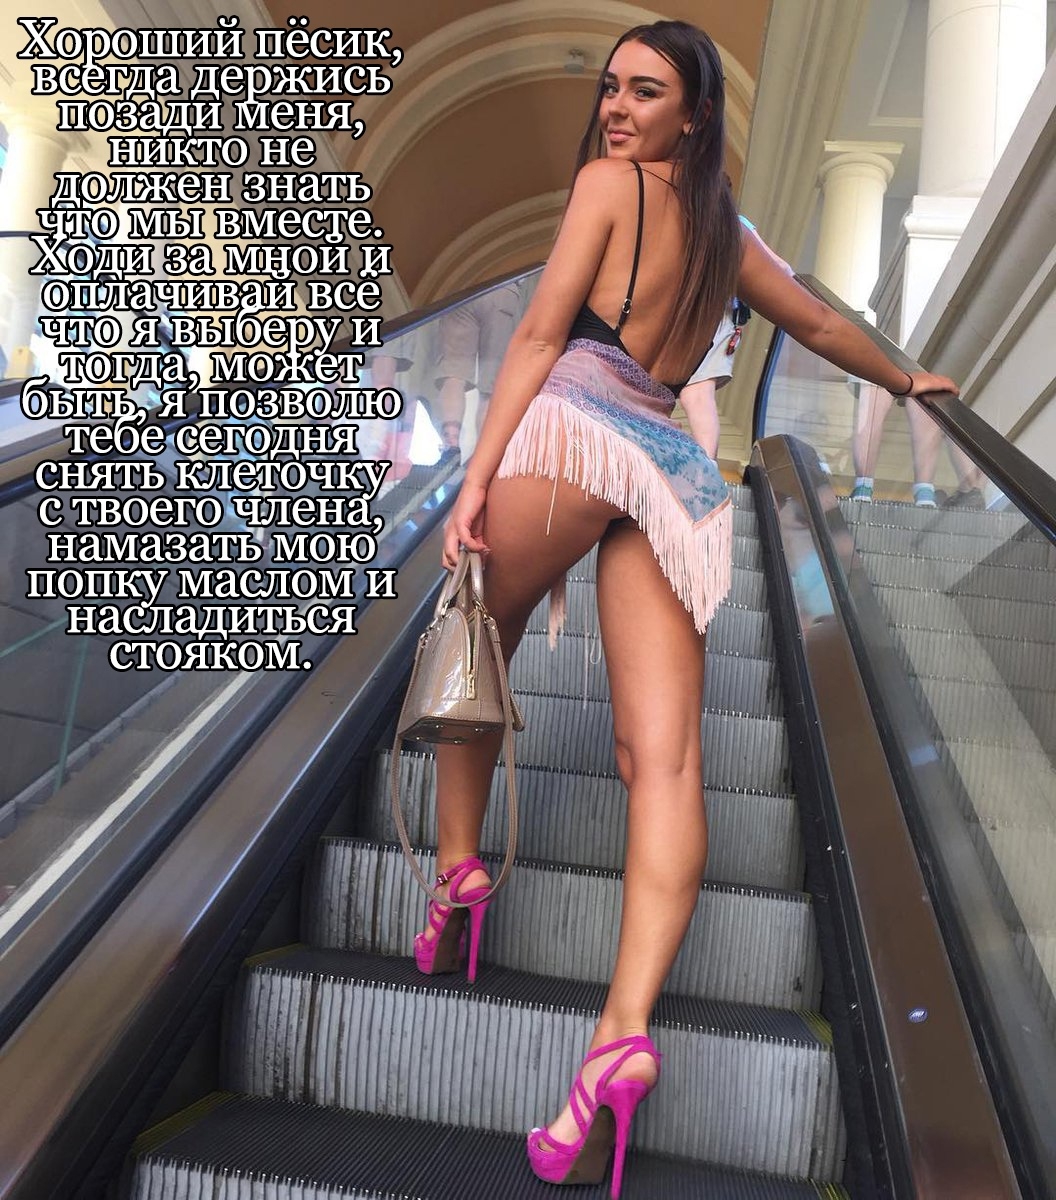 Хороший пёсик,
всегда держись
позади меня,
никто не
должен знать
что мы вместе.
Ходи за мной и
оплачивай всё
что я выберу и
тогда, может
быть, я позволю
тебе сегодня
снять клеточку
с твоего члена,
намазать мою
попку маслом и
насладиться
стояком.